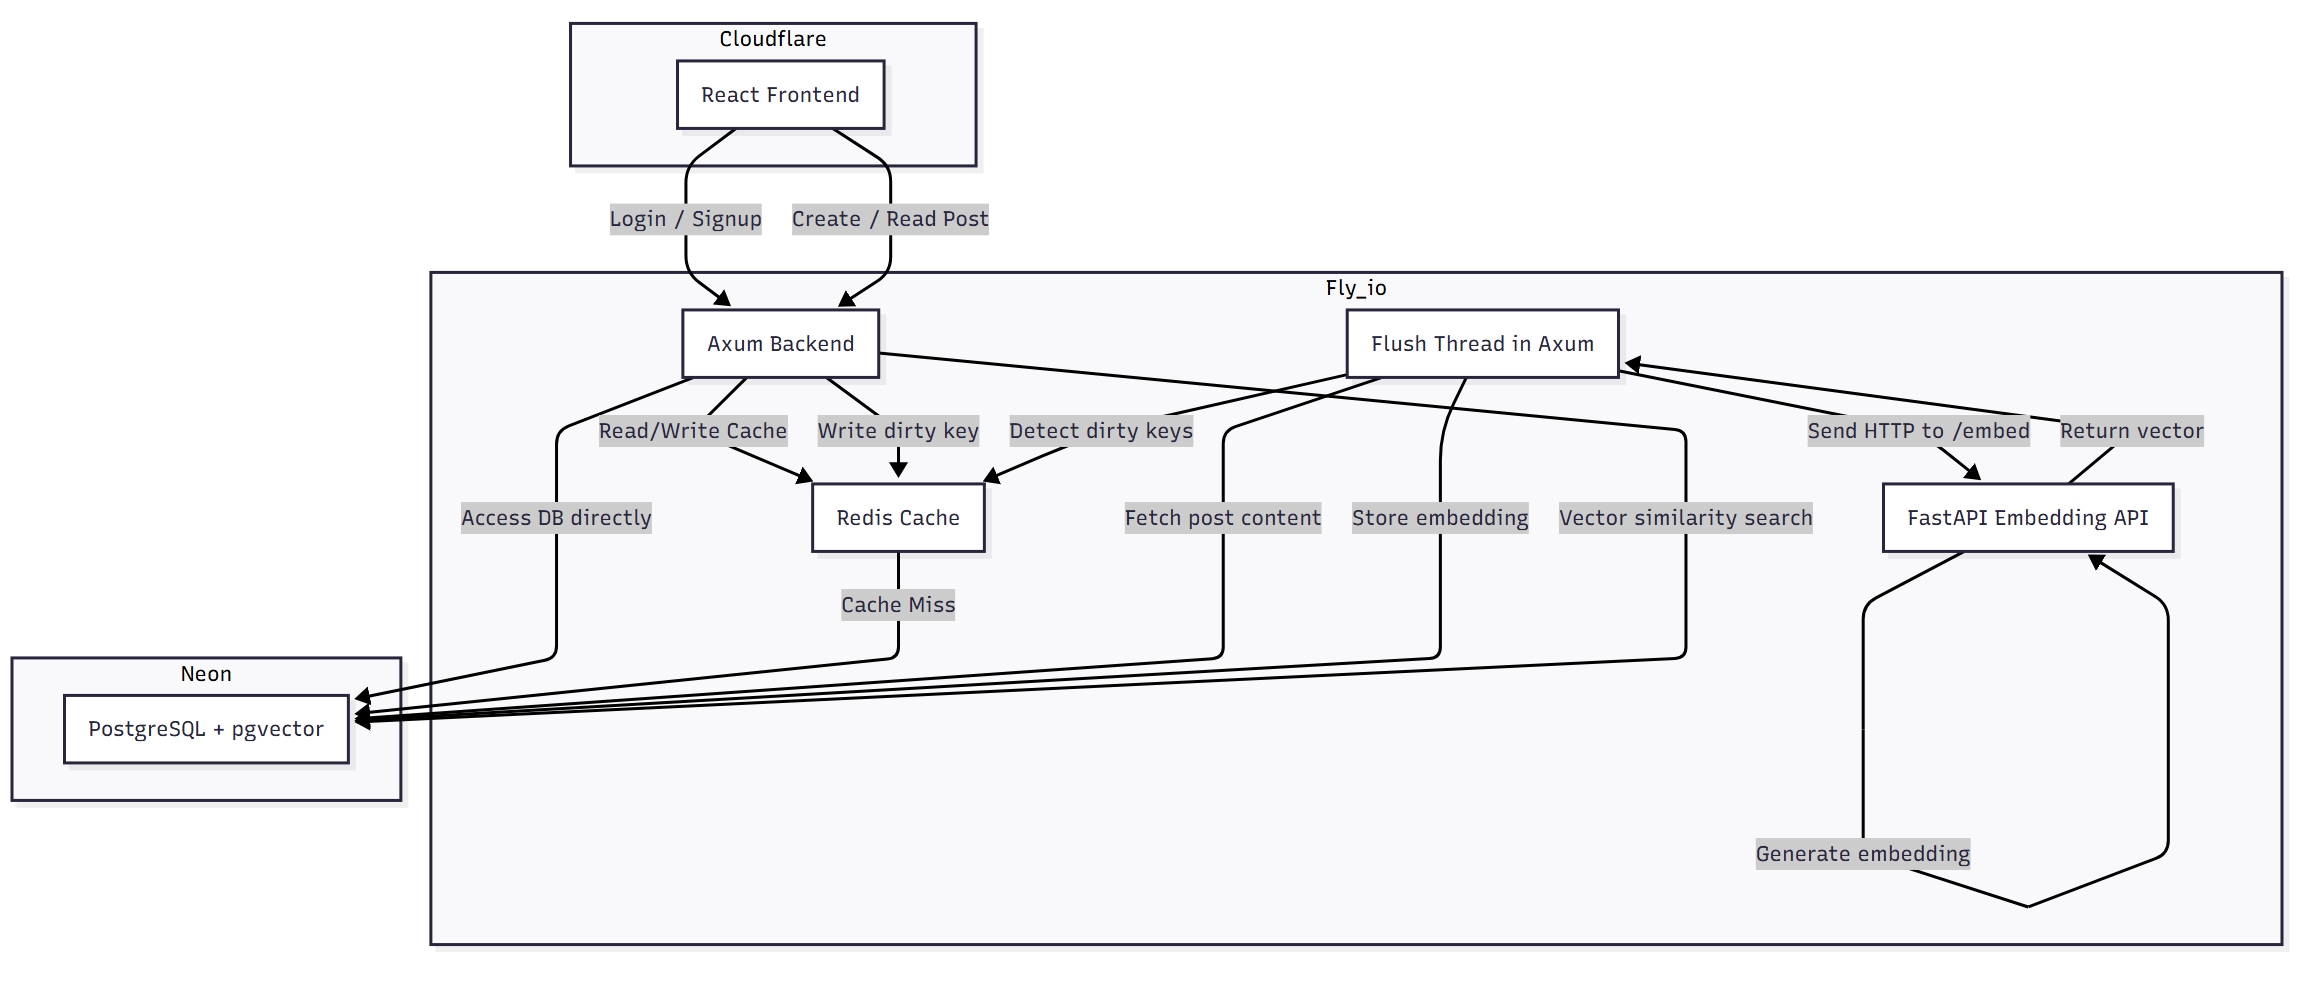 Cloudflare
React Frontend
Login / Signup
Create / Read Post
Fly_io
Axum Backend
Flush Thread in Axum
Read/Write Cache
Write dirty key
Detect dirty keys
Send HTTP to /embed
Return vector
Access DB directly
Redis Cache
Fetch post content
Store embedding
Vector similarity search
FastAPI Embedding API
Cache Miss
Neon
PostgreSQL + pgvector
Generate embedding